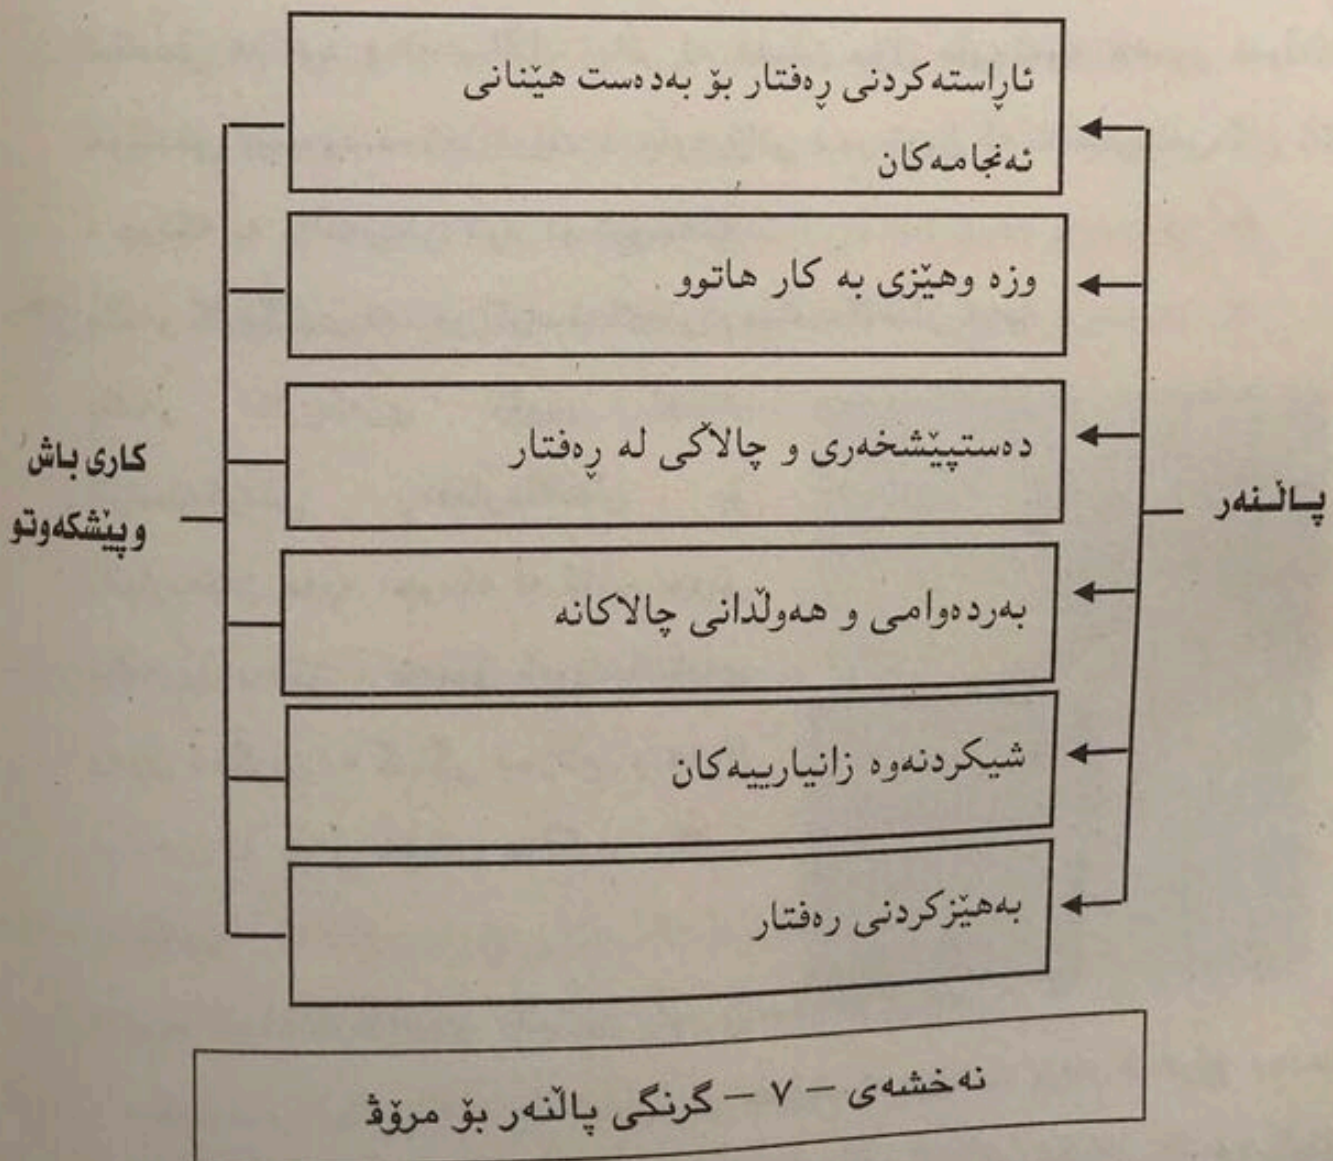 ئاڕاستەکردنی ڕەفتار بۆ بەدەست هێنانی
ئەنجامەکان
وزە وهێزی بە کار هاتوو
دەستپێشخەری و چالاکی لە ڕەفتار
بەردەوامی و هەوڵدانی چالاکانە
شیکردنەوە زانیارییەکان
بەهێزکردنی رەفتار
پاڵنەر
کاری باش
و پێشکەوتو
نەخشەی – ٧ – گرنگی پاڵنەر بۆ مرۆڤ